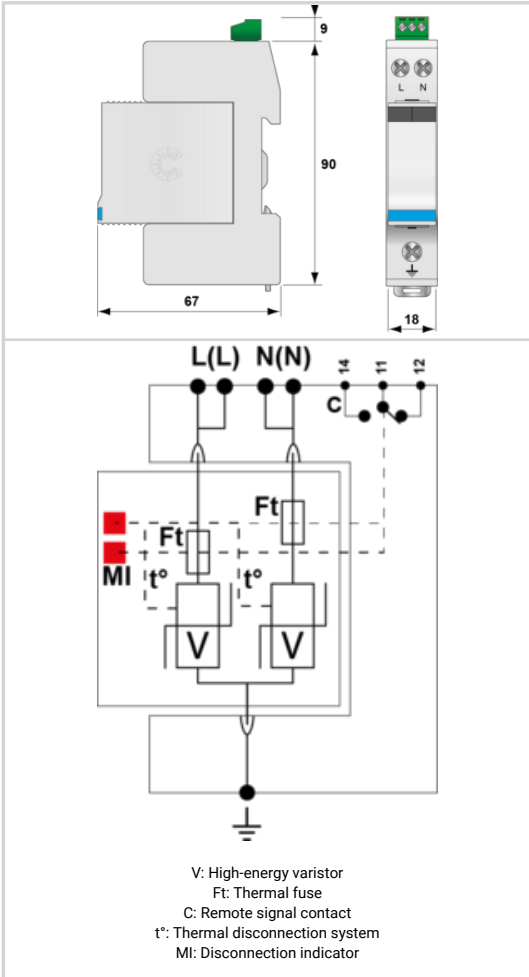 9
90
67
L N
18
L(L) N(N)
14
11
12
C
Ft
Ft
MI
t°
t°
V
V
V: High-energy varistor
Ft: Thermal fuse
C: Remote signal contact
t°: Thermal disconnection system
MI: Disconnection indicator